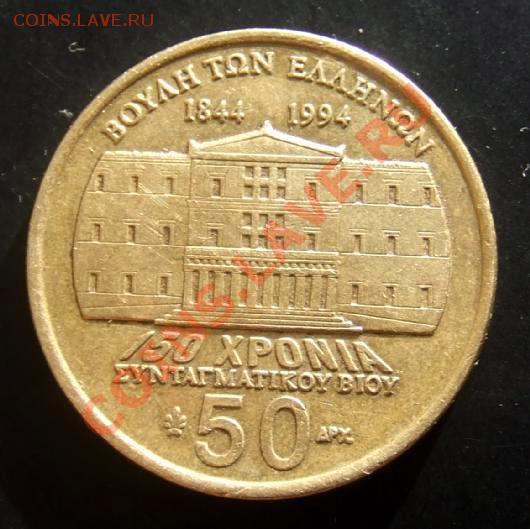 COINS.LAVE.RU
ΒΟΥΛΗ ΤΩΝ ΕΛΛΗΝΩΝ
1844 1994
COINS.LAVE.RU
150 ΧΡΟΝΙΑ
ΣΥΝΤΑΓΜΑΤΙΚΟΥ ΒΙΟΥ
50 ΔΡΧ.